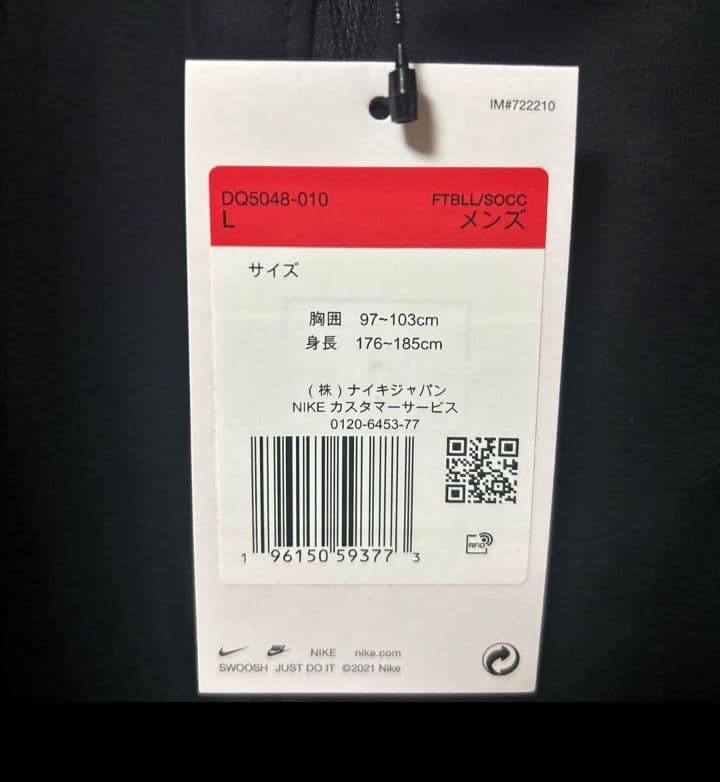 IM#722210
DQ5048-010 FTBLL/SOCC
L メンズ
サイズ
胸囲 97~103cm
身長 176~185cm
(株)ナイキジャパン
NIKE カスタマーサービス
0120-6453-77
1 96150 59377 3
RFID
NIKE nike.com
SWOOSH JUST DO IT ©2021 Nike